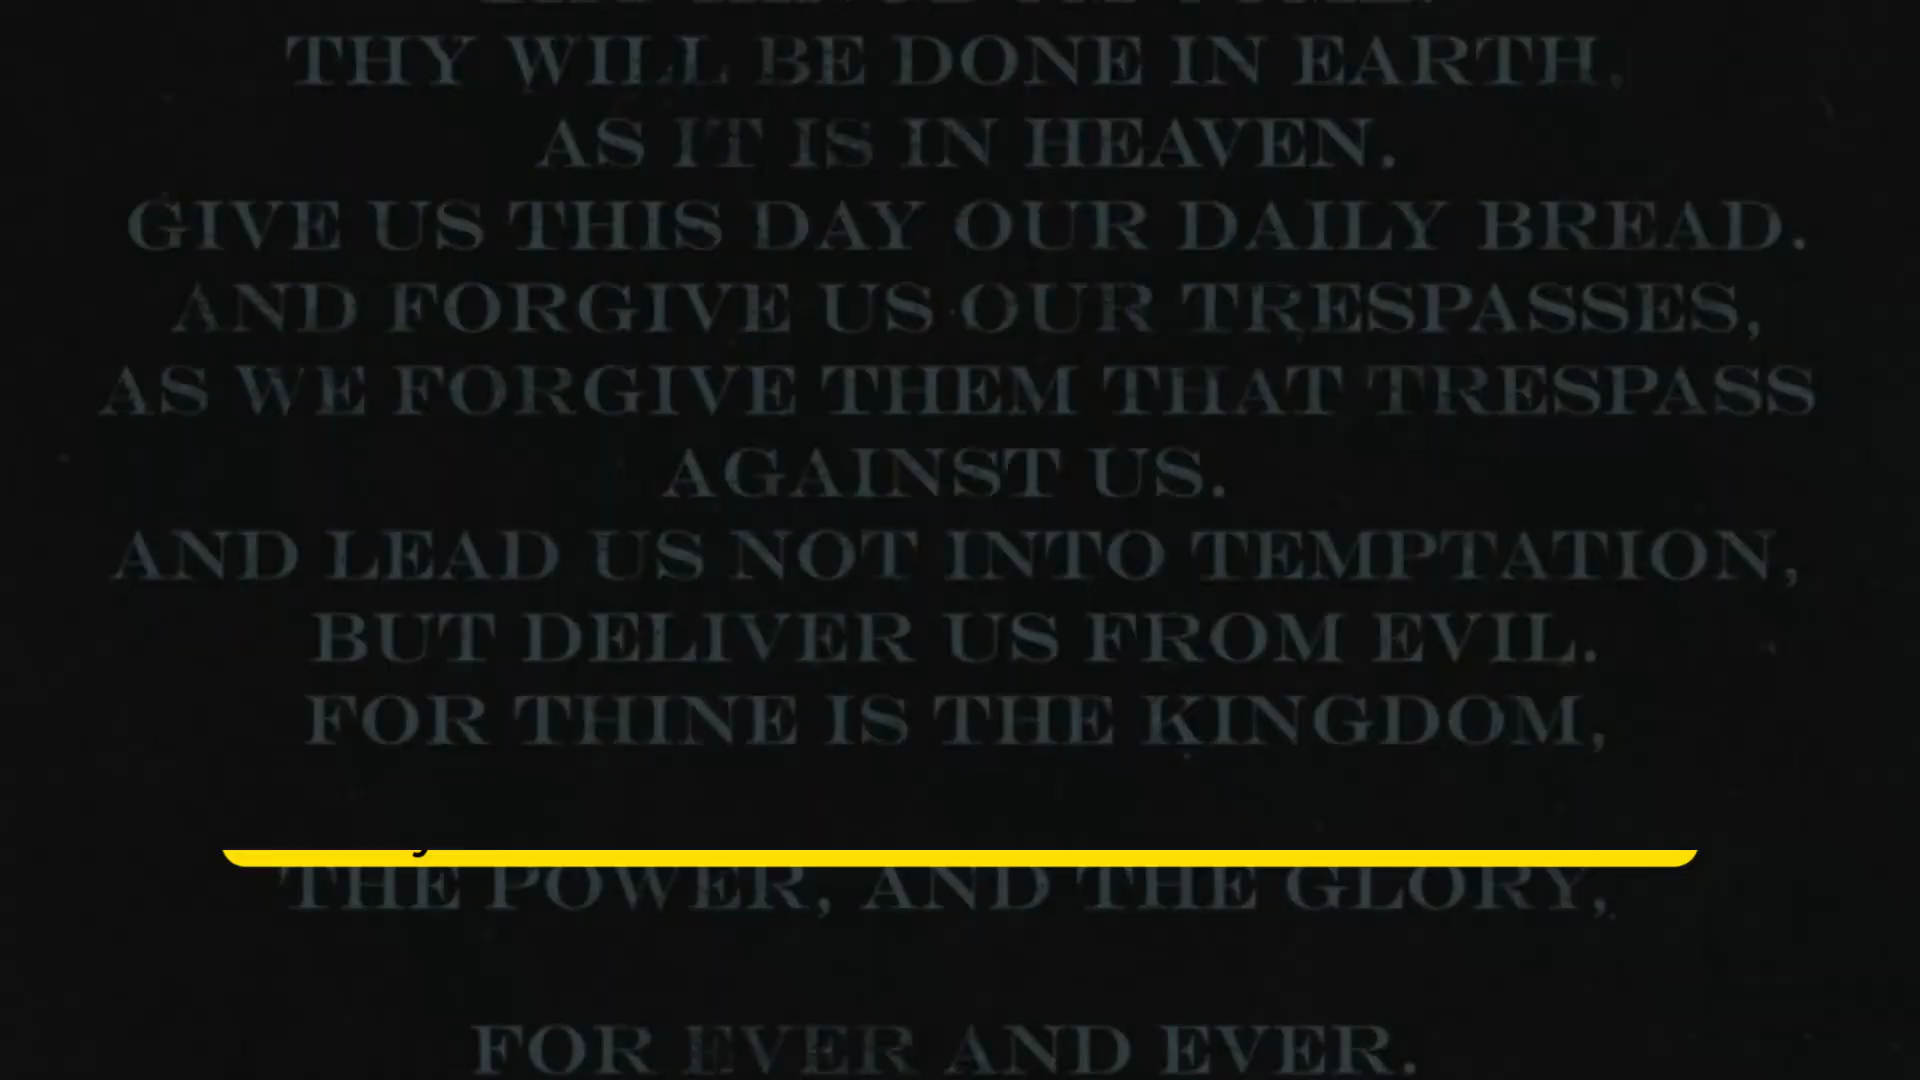 THY WILL BE DONE IN EARTH,
AS IT IS IN HEAVEN.
GIVE US THIS DAY OUR DAILY BREAD.
AND FORGIVE US OUR TRESPASSES,
AS WE FORGIVE THEM THAT TRESPASS
AGAINST US.
AND LEAD US NOT INTO TEMPTATION,
BUT DELIVER US FROM EVIL.
FOR THINE IS THE KINGDOM,
THE POWER, AND THE GLORY,
FOR EVER AND EVER.